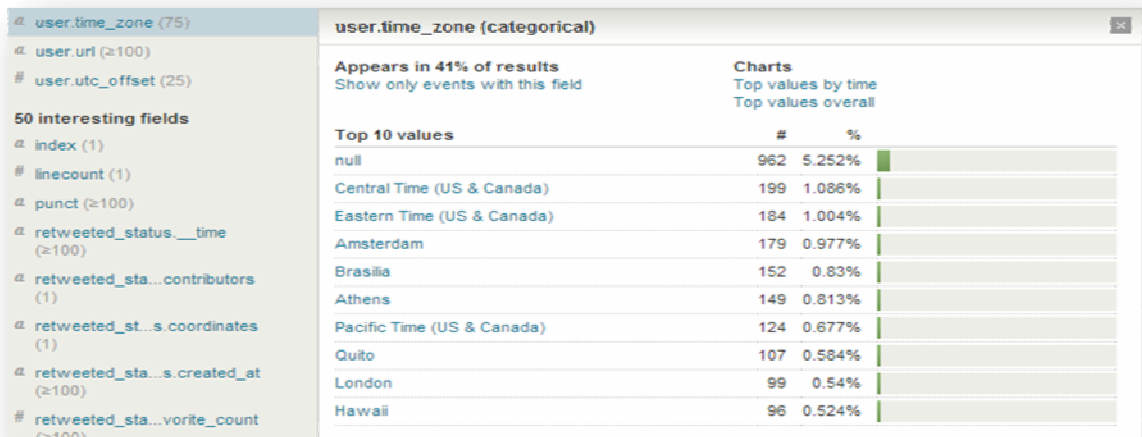 a user.time_zone (75)
a user.url (≥100)
# user.utc_offset (25)
50 interesting fields
a index (1)
# linecount (1)
a punct (≥100)
a retweeted_status.__time
(≥100)
a retweeted_sta...contributors
(1)
a retweeted_st...s.coordinates
(1)
a retweeted_sta...s.created_at
(≥100)
# retweeted_sta...vorite_count
(≥100)
user.time_zone (categorical)
Appears in 41% of results
Show only events with this field
Charts
Top values by time
Top values overall
Top 10 values # %
null 962 5.252%
Central Time (US & Canada) 199 1.086%
Eastern Time (US & Canada) 184 1.004%
Amsterdam 179 0.977%
Brasilia 152 0.83%
Athens 149 0.813%
Pacific Time (US & Canada) 124 0.677%
Quito 107 0.584%
London 99 0.54%
Hawaii 96 0.524%